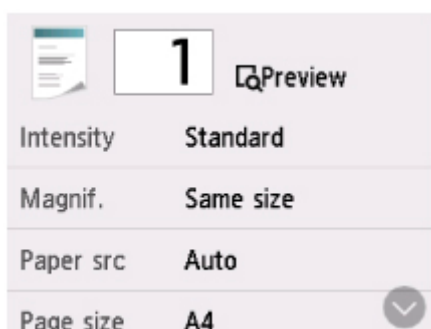 1 Preview
Intensity Standard
Magnif. Same size
Paper src Auto
Page size A4